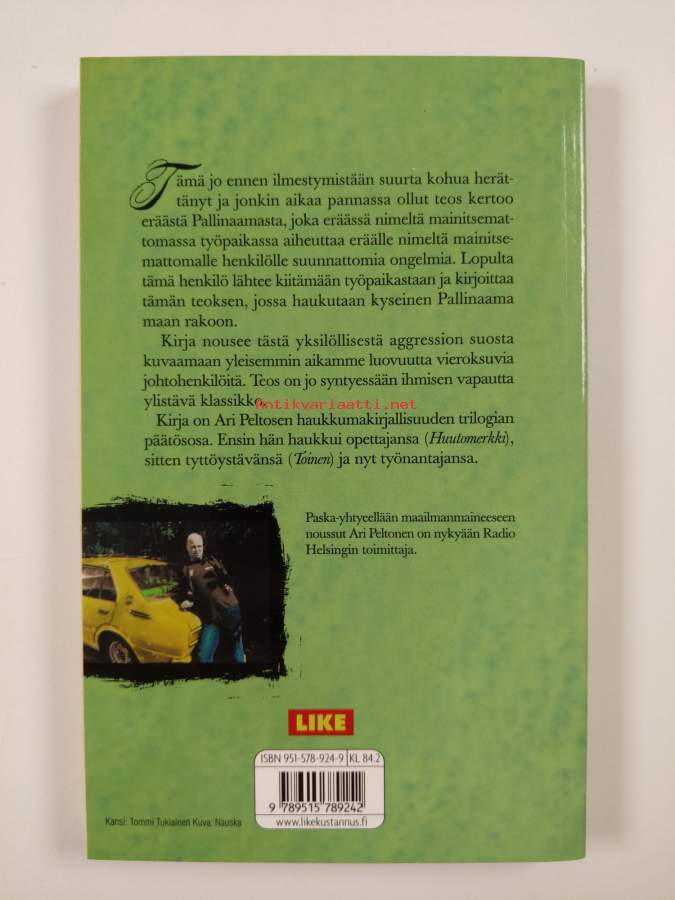 Tämä jo ennen ilmestymistään suurta kohua herät-
tänyt ja jonkin aikaa pannassa ollut teos kertoo
eräästä Pallinaamasta, joka eräässä nimeltä mainitsemat-
tomassa työpaikassa aiheuttaa eräälle nimeltä mainitse-
mattomalle henkilölle suunnattomia ongelmia. Lopulta
tämä henkilö lähtee kiitämään työpaikastaan ja kirjoittaa
tämän teoksen, jossa haukutaan kyseinen Pallinaama
maan rakoon.
Kirja nousee tästä yksilöllisestä aggression suosta
kuvaamaan yleisemmin aikamme luovuutta vieroksuvia
johtohenkilöitä. Teos on jo syntyessään ihmisen vapautta
ylistävä klassikko.
Antikvariaatti.net
Kirja on Ari Peltosen haukkumakirjallisuuden trilogian
päätösosa. Ensin hän haukkui opettajansa (Huutomerkki),
sitten tyttöystävänsä (Toinen) ja nyt työnantajansa.
Paska-yhtyeellään maailmanmaineeseen
noussut Ari Peltonen on nykyään Radio
Helsingin toimittaja.
LIKE
ISBN 951-578-924-9 KL 84.2
9 789515 789242
www.likekustannus.fi
Kansi: Tommi Tukiainen Kuva: Nauska